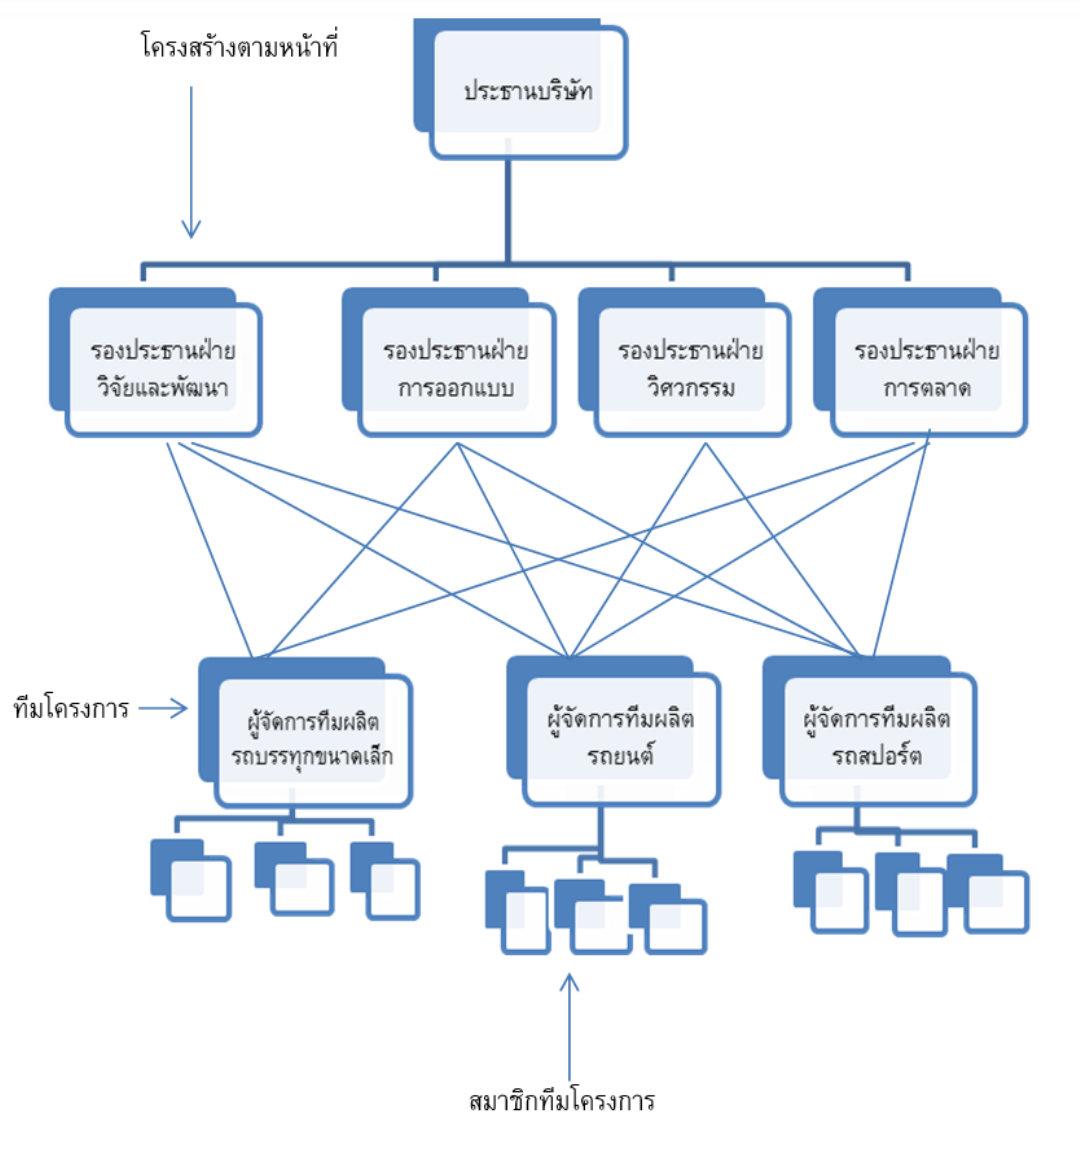 โครงสร้างตามหน้าที่
ประธานบริษัท
รองประธานฝ่าย
วิจัยและพัฒนา
รองประธานฝ่าย
การออกแบบ
รองประธานฝ่าย
วิศวกรรม
รองประธานฝ่าย
การตลาด
ทีมโครงการ
ผู้จัดการทีมผลิต
รถบรรทุกขนาดเล็ก
ผู้จัดการทีมผลิต
รถยนต์
ผู้จัดการทีมผลิต
รถสปอร์ต
สมาชิกทีมโครงการ